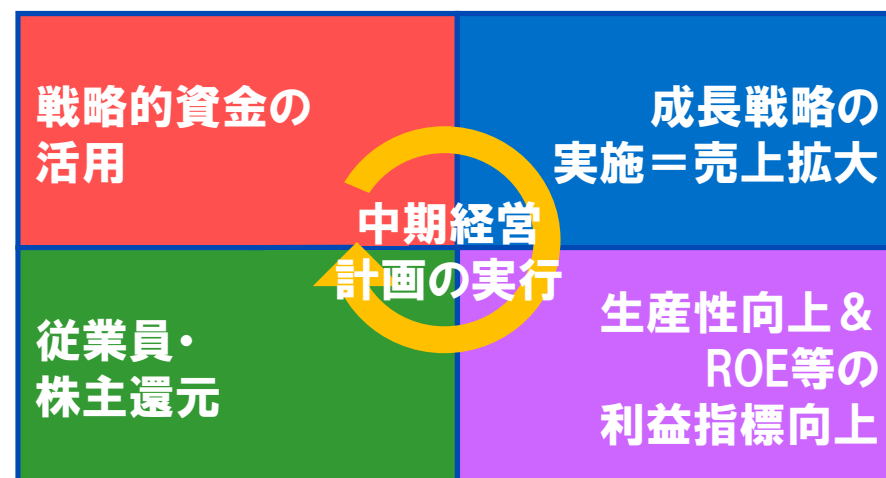 戦略的資金の
活用
成長戦略の
実施＝売上拡大
中期経営
計画の実行
従業員・
株主還元
生産性向上＆
ROE等の
利益指標向上